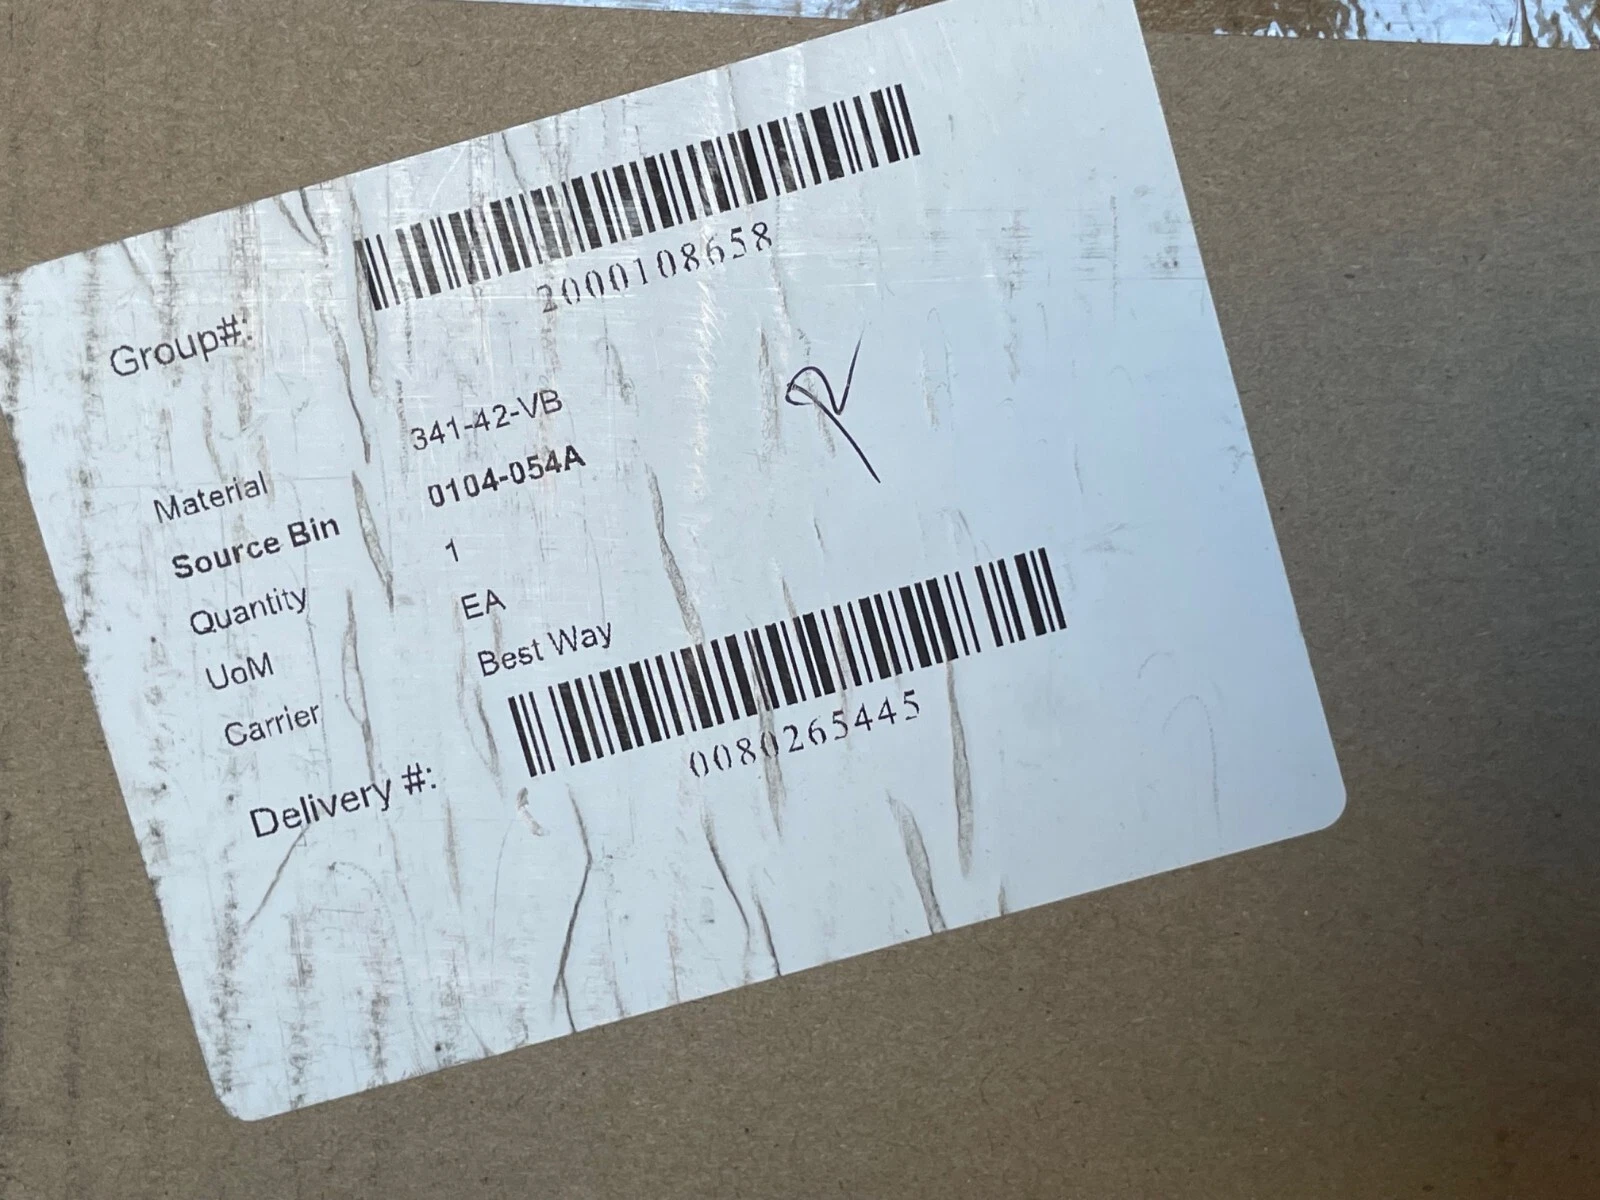 2000108658
Group#:
Material 341-42-VB
Source Bin 0104-054A
Quantity 1
UoM EA
Carrier Best Way
Delivery #:
0080265445